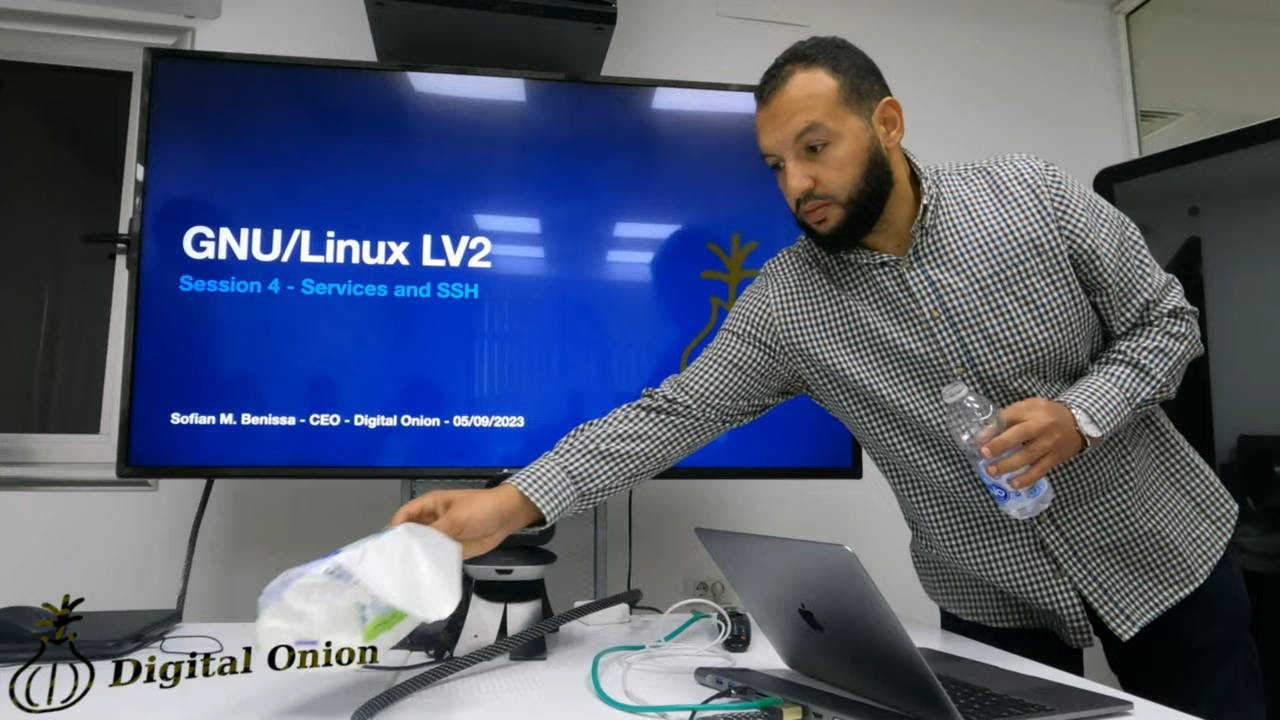 GNU/Linux LV2
Session 4 - Services and SSH
Sofian M. Benissa - CEO - Digital Onion - 05/09/2023
Digital Onion